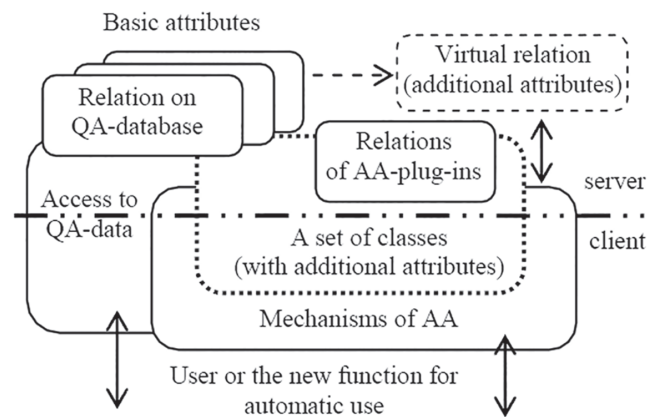 Basic attributes
Virtual relation
(additional attributes)
Relation on
QA-database
Relations
of AA-plug-ins
server
Access to
QA-data
client
A set of classes
(with additional attributes)
Mechanisms of AA
User or the new function for
automatic use